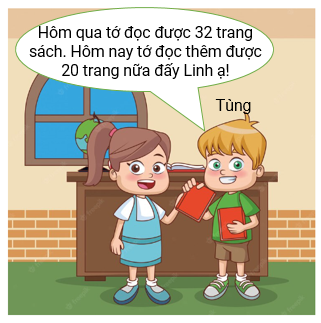 Hôm qua tớ đọc được 32 trang
sách. Hôm nay tớ đọc thêm được
20 trang nữa đấy Linh ạ!
Tùng